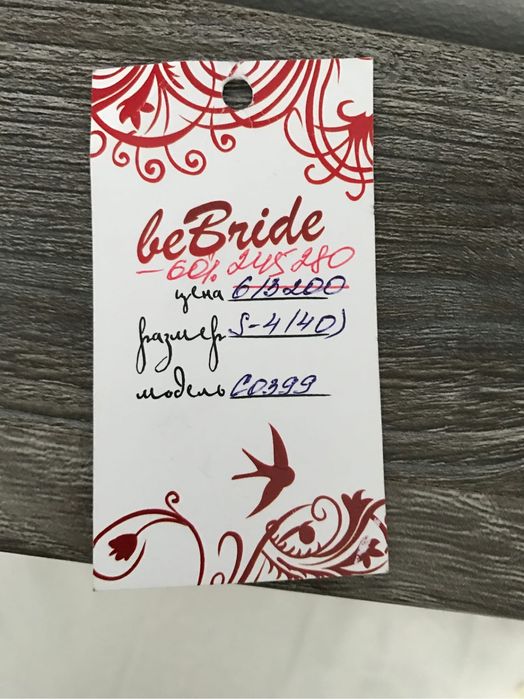 beBride
-60% 245 280
цена 613 200
размер S-4(40)
модель C0399